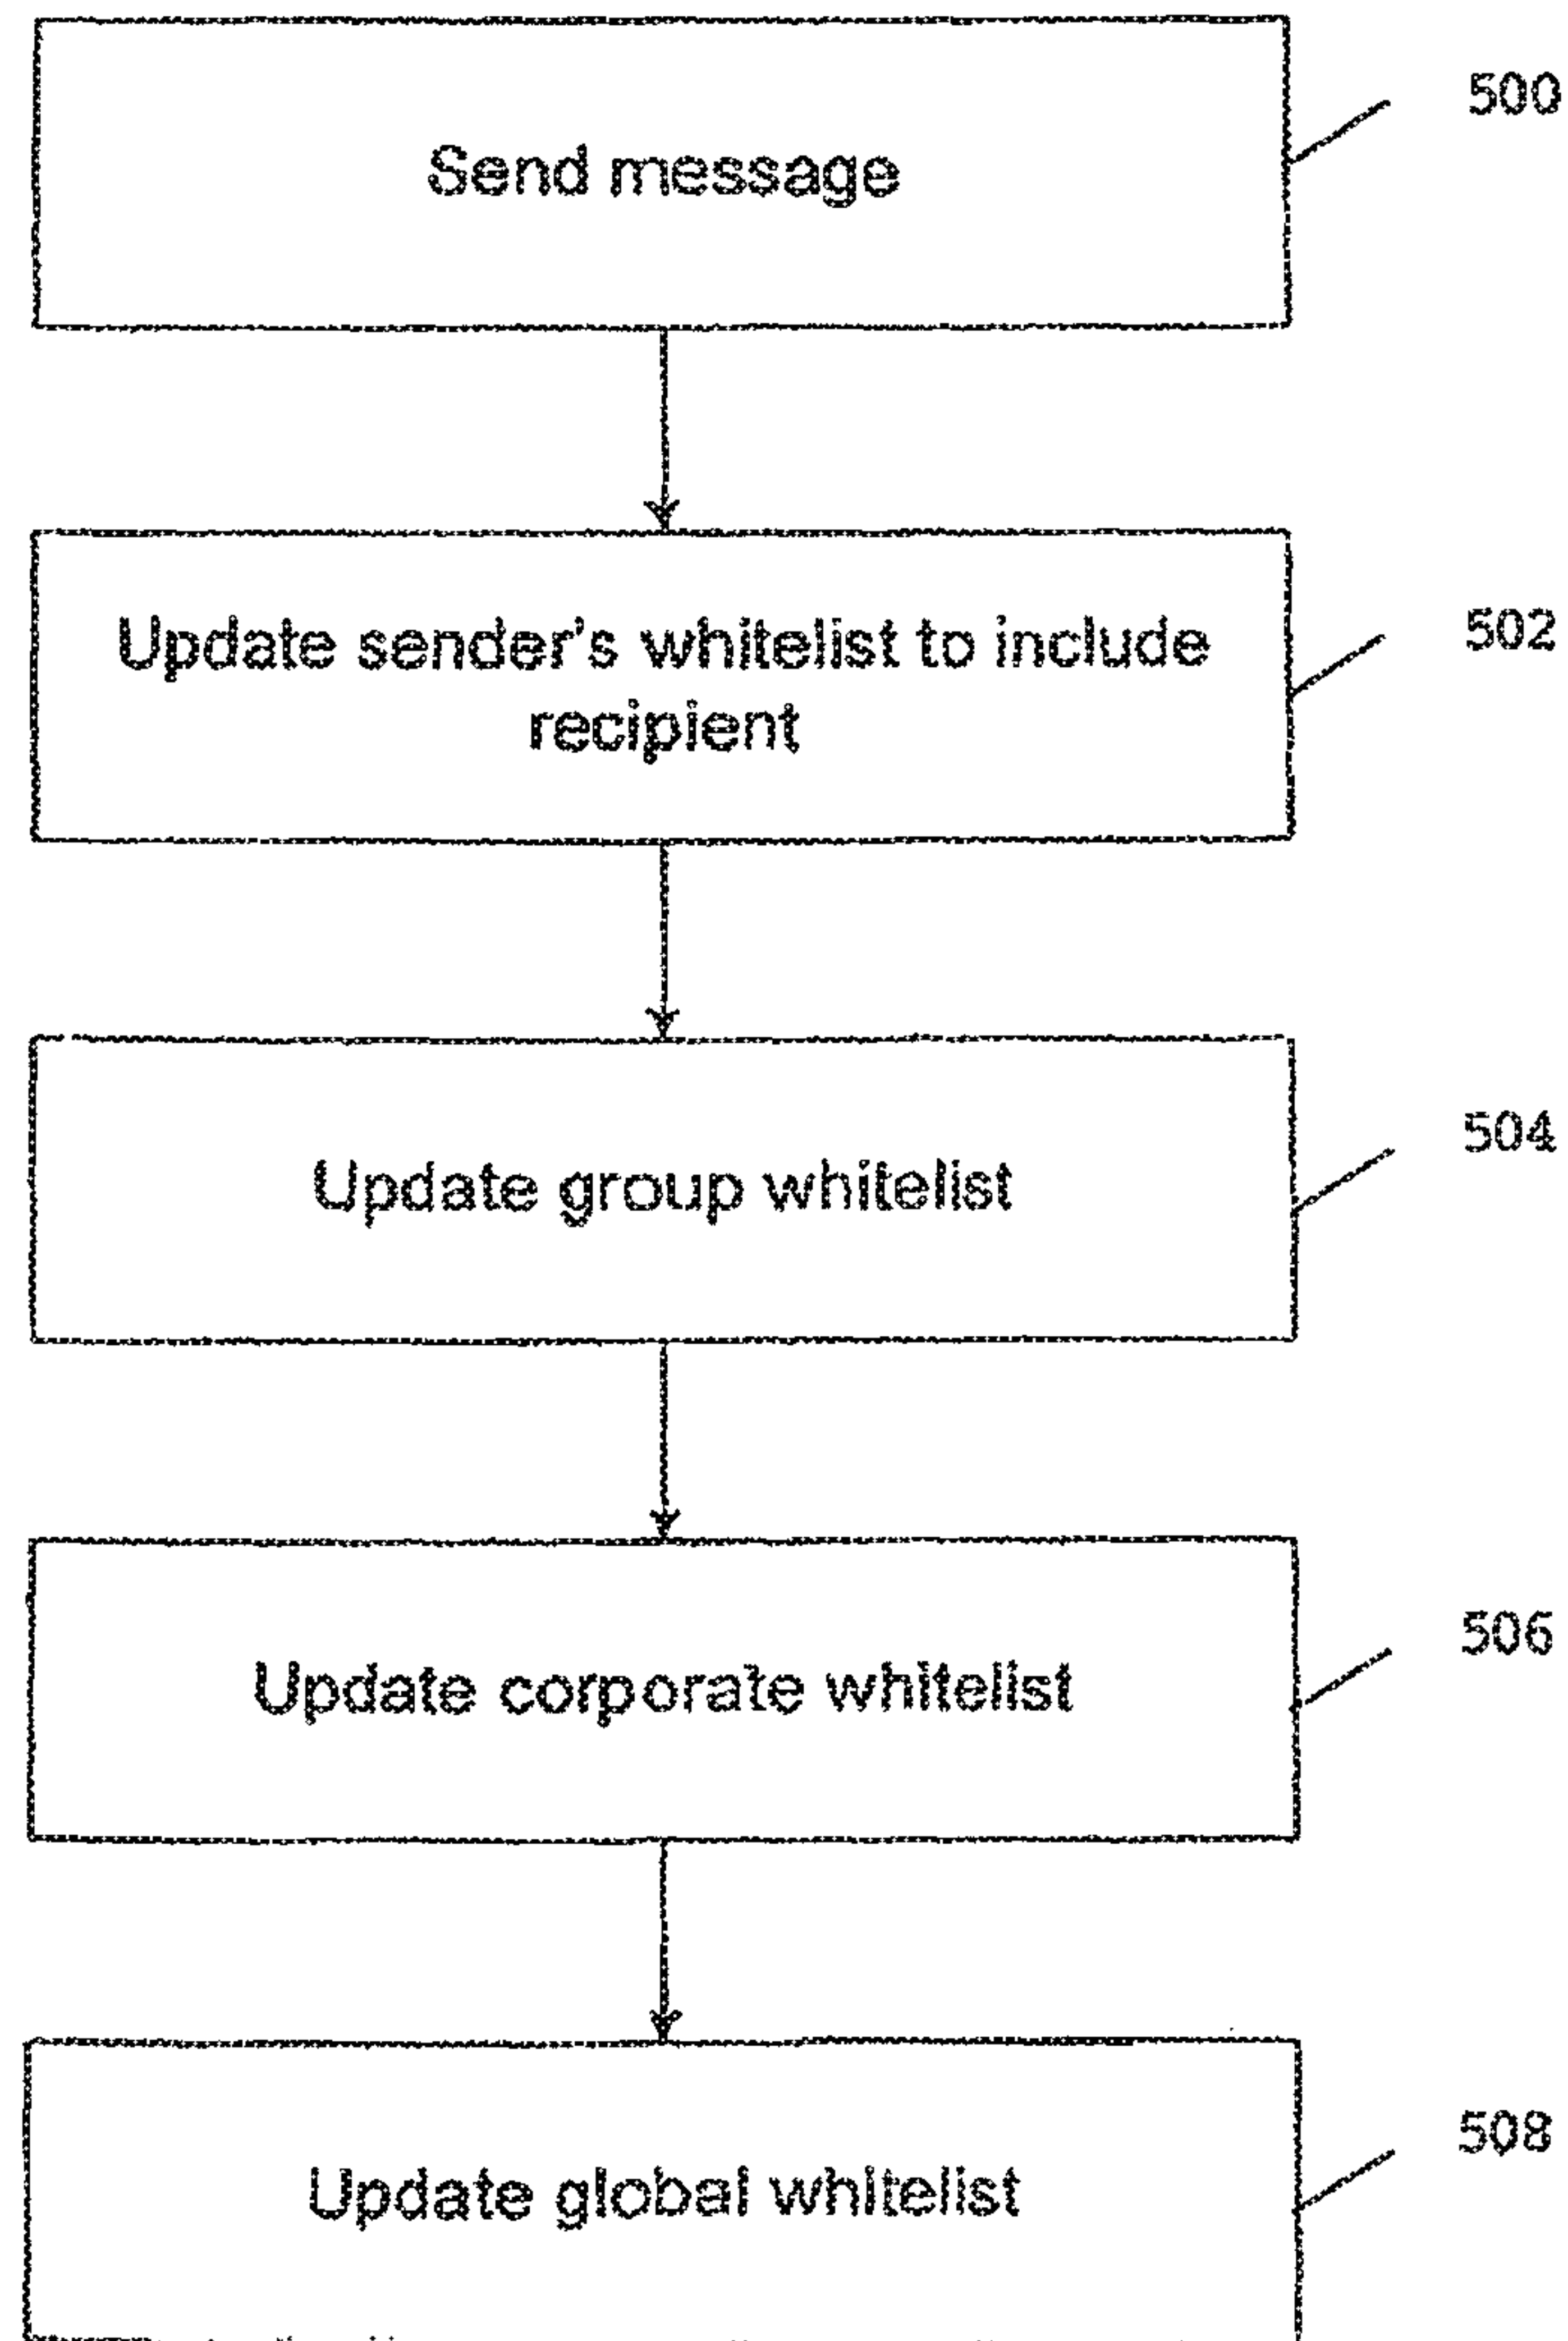 Send message
500
Update sender's whitelist to include
recipient
502
Update group whitelist
504
Update corporate whitelist
506
Update global whitelist
508